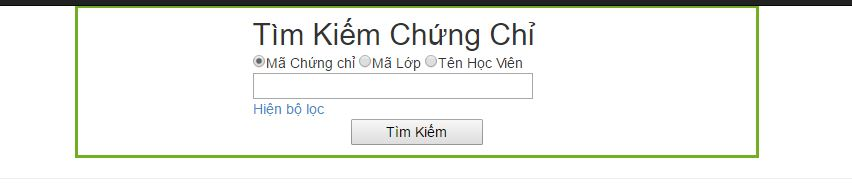 Tìm Kiếm Chứng Chỉ
Mã Chứng chỉ Mã Lớp Tên Học Viên
Hiện bộ lọc
Tìm Kiếm